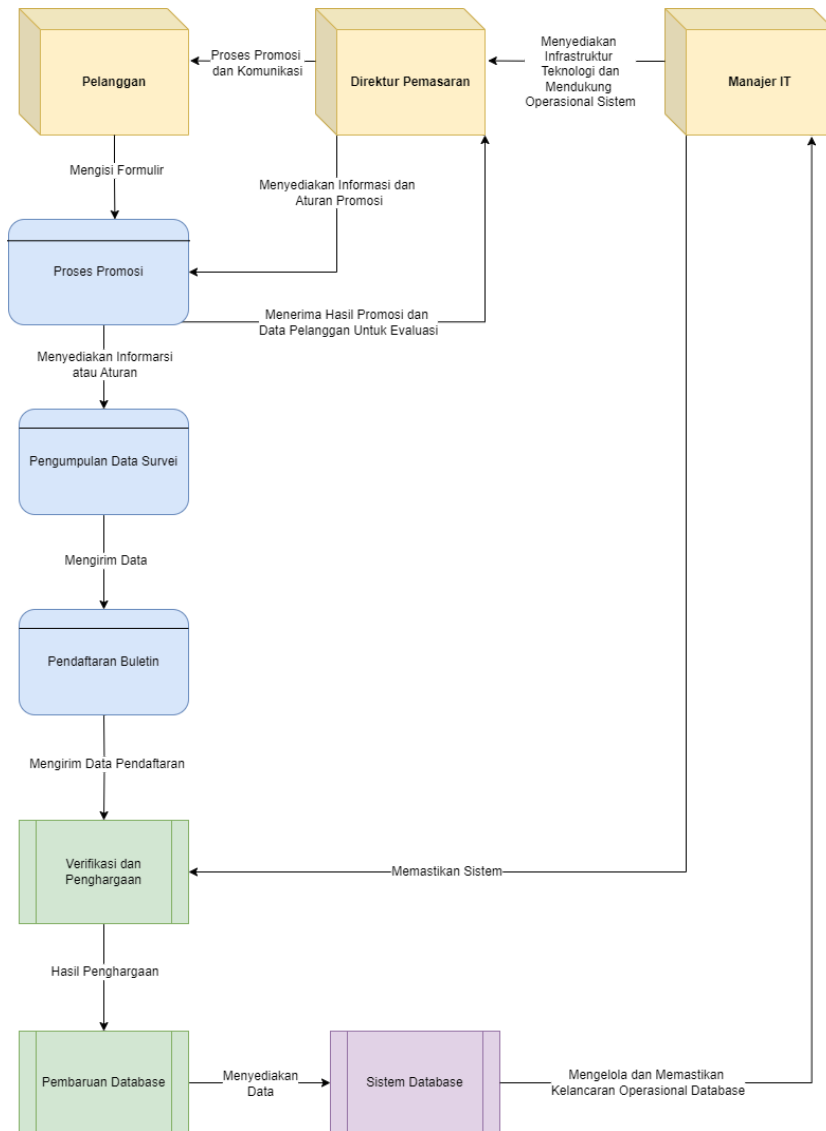 Pelanggan
Proses Promosi
dan Komunikasi
Direktur Pemasaran
Menyediakan
Infrastruktur
Teknologi dan
Mendukung
Operasional Sistem
Manajer IT
Mengisi Formulir
Menyediakan Informasi dan
Aturan Promosi
Proses Promosi
Menerima Hasil Promosi dan
Data Pelanggan Untuk Evaluasi
Menyediakan Informarsi
atau Aturan
Pengumpulan Data Survei
Mengirim Data
Pendaftaran Buletin
Mengirim Data Pendaftaran
Verifikasi dan
Penghargaan
Memastikan Sistem
Hasil Penghargaan
Pembaruan Database
Menyediakan
Data
Sistem Database
Mengelola dan Memastikan
Kelancaran Operasional Database